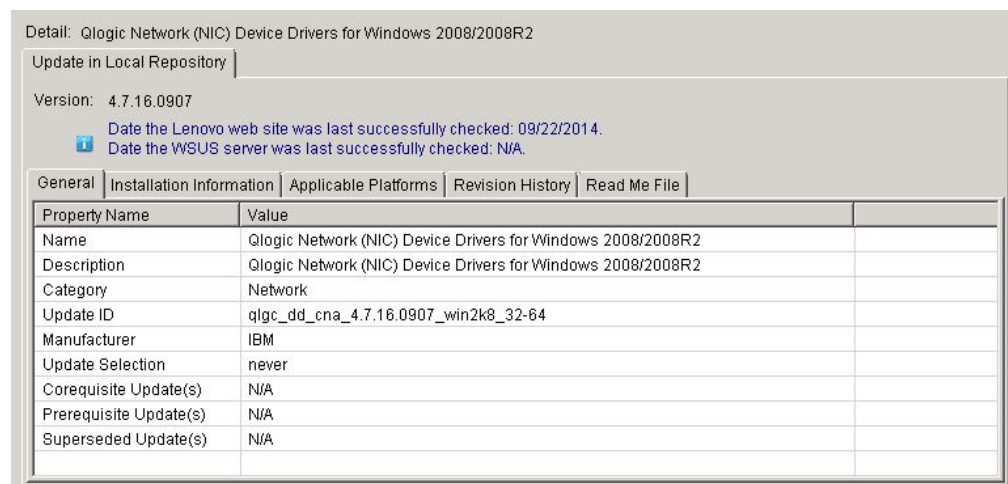 Detail: Qlogic Network (NIC) Device Drivers for Windows 2008/2008R2
Update in Local Repository
Version: 4.7.16.0907
Date the Lenovo web site was last successfully checked: 09/22/2014.
Date the WSUS server was last successfully checked: N/A.
General Installation Information Applicable Platforms Revision History Read Me File
Property Name Value
Name Qlogic Network (NIC) Device Drivers for Windows 2008/2008R2
Description Qlogic Network (NIC) Device Drivers for Windows 2008/2008R2
Category Network
Update ID qlgc_dd_cna_4.7.16.0907_win2k8_32-64
Manufacturer IBM
Update Selection never
Corequisite Update(s) N/A
Prerequisite Update(s) N/A
Superseded Update(s) N/A